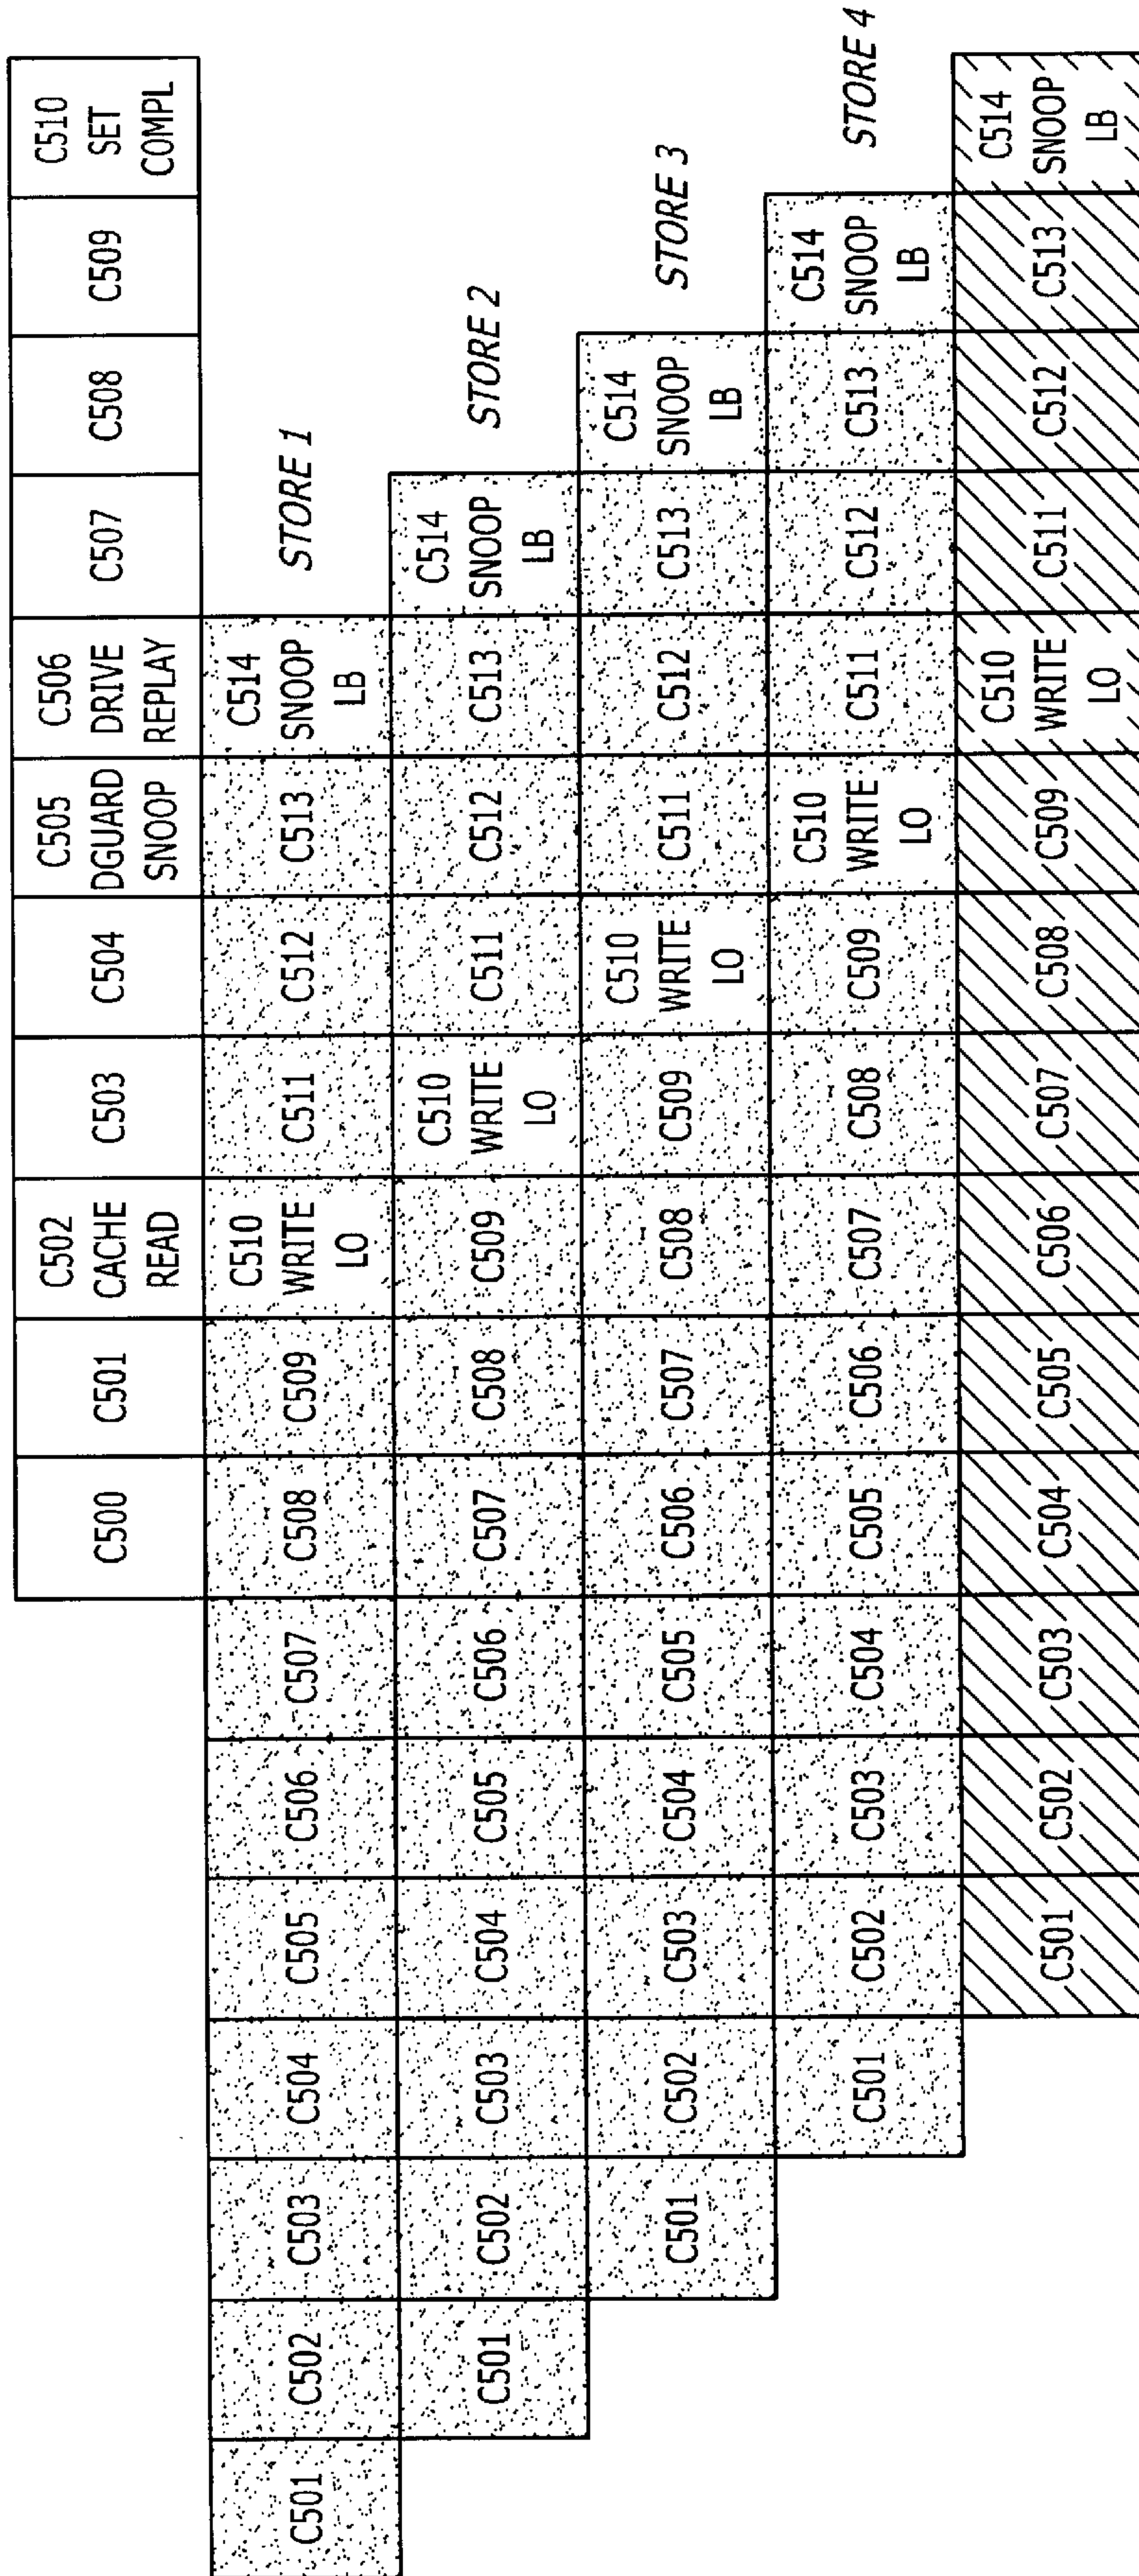 C500
C501
C502
CACHE
READ
C503
C504
C505
DGUARD
SNOOP
C506
DRIVE
REPLAY
C507
C508
C509
C510
SET
COMPL
C501
C502
C503
C504
C505
C506
C507
C508
C509
C510
WRITE
LO
C511
C512
C513
C514
SNOOP
LB
STORE 1
C501
C502
C503
C504
C505
C506
C507
C508
C509
C510
WRITE
LO
C511
C512
C513
C514
SNOOP
LB
STORE 2
C501
C502
C503
C504
C505
C506
C507
C508
C509
C510
WRITE
LO
C511
C512
C513
C514
SNOOP
LB
STORE 3
C501
C502
C503
C504
C505
C506
C507
C508
C509
C510
WRITE
LO
C511
C512
C513
C514
SNOOP
LB
STORE 4
C501
C502
C503
C504
C505
C506
C507
C508
C509
C510
WRITE
LO
C511
C512
C513
C514
SNOOP
LB